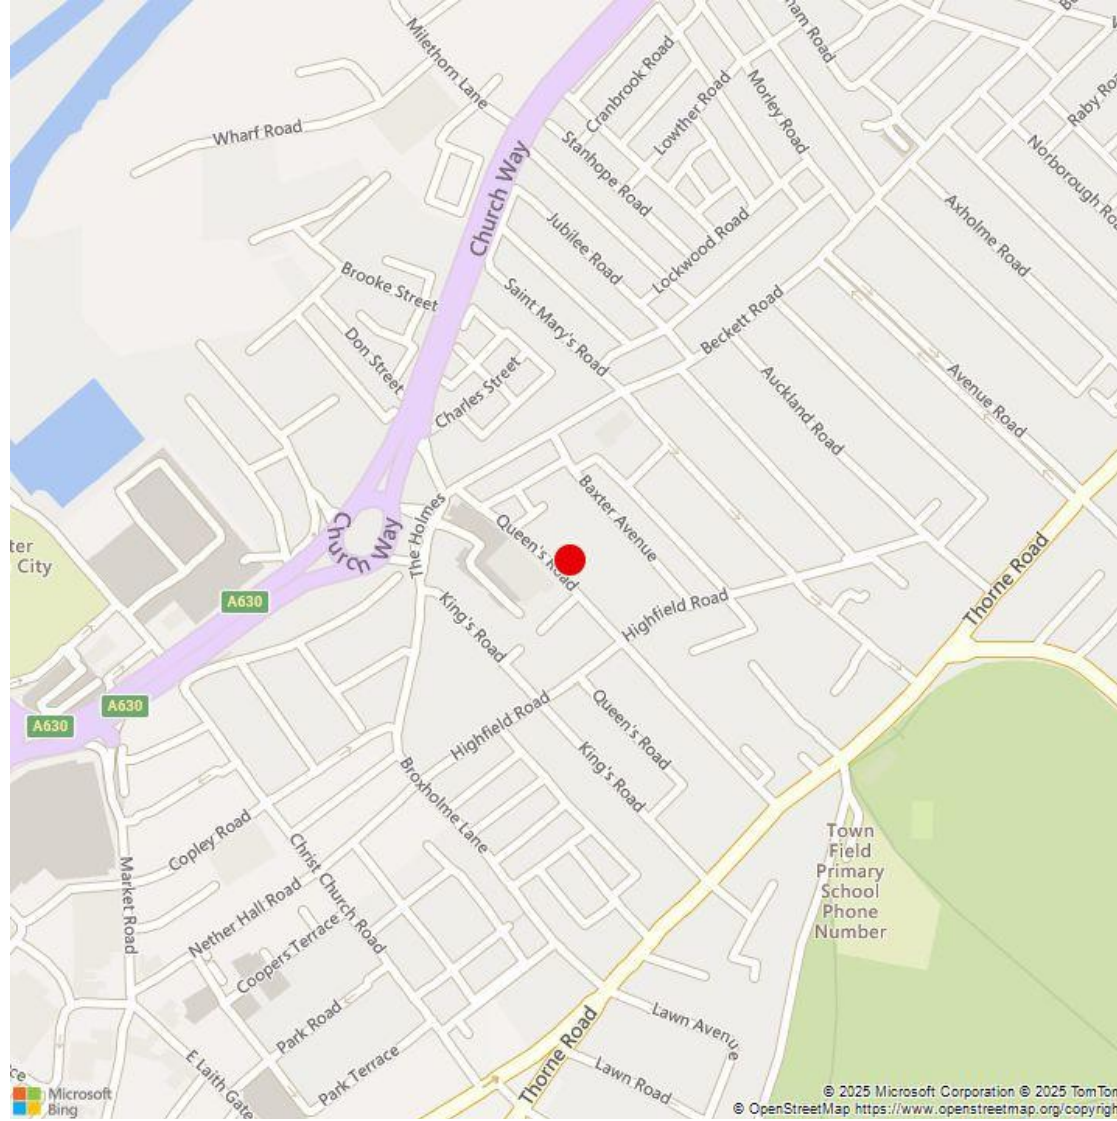 Milethorn Lane
Wharf Road
Church Way
Cranbrook Road
Lowther Road
Morley Road
Road
Raby
Stanhope Road
Norborough
Jubilee Road
Axholme Road
Lockwood Road
Brooke Street
Saint Mary's Road
Beckett Road
Don Street
Charles Street
Auckland Road
Avenue Road
Baxter Avenue
Church Way
The Holmes
Queen's Road
City
A630
Highfield Road
Thorne Road
King's Road
A630
A630
Highfield Road
Queen's Road
King's Road
Broxholme Lane
Copley Road
Christ Church Road
Market Road
Nether Hall Road
Coopers Terrace
Town
Field
Primary
School
Phone
Number
Park Road
Park Terrace
E Laith Gate
Thorne Road
Lawn Avenue
Lawn Road
Microsoft
Bing
© 2025 Microsoft Corporation © 2025 TomTom
© OpenStreetMap https://www.openstreetmap.org/copyright